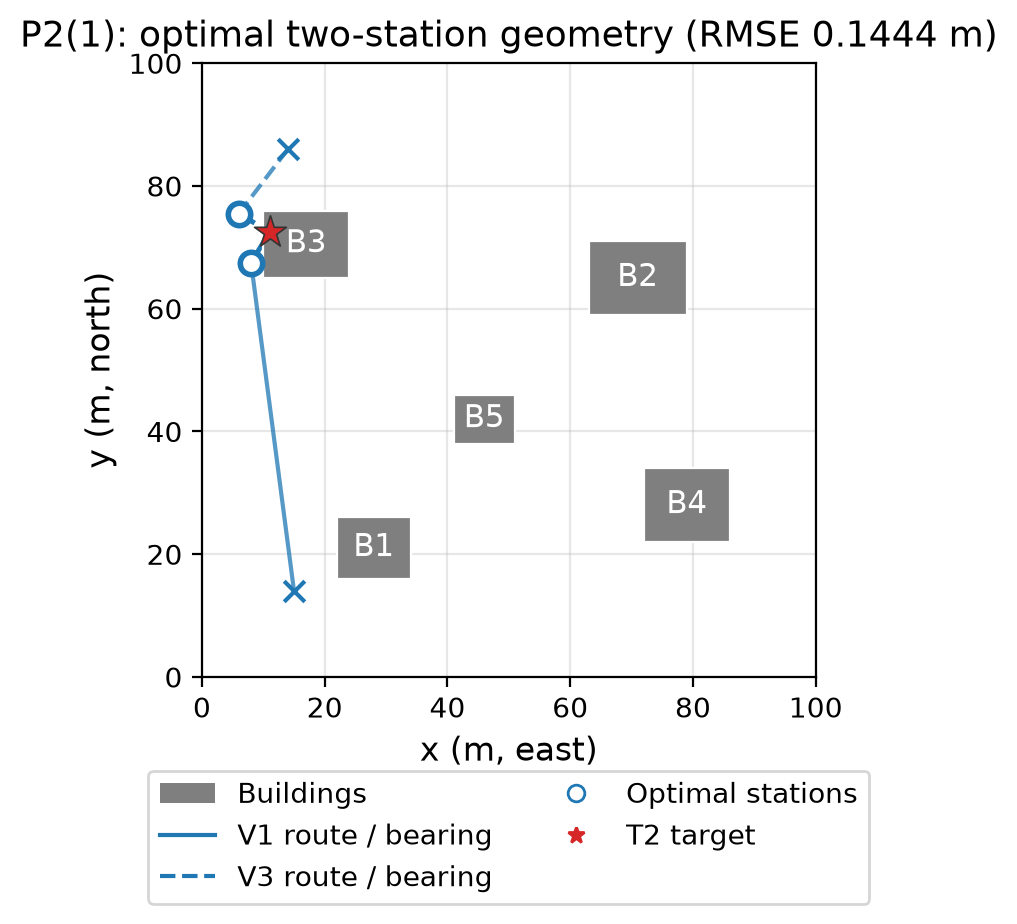 P2(1): optimal two-station geometry (RMSE 0.1444 m)
100
80
60
40
20
0
y (m, north)
B3
B2
B5
B4
B1
0 20 40 60 80 100
x (m, east)
Buildings
V1 route / bearing
V3 route / bearing
Optimal stations
T2 target